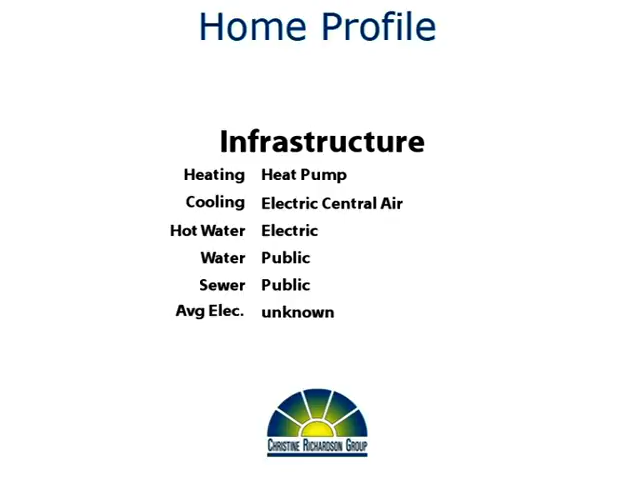 Home Profile
Infrastructure
Heating Heat Pump
Cooling Electric Central Air
Hot Water Electric
Water Public
Sewer Public
Avg Elec. unknown
Christine Richardson Group